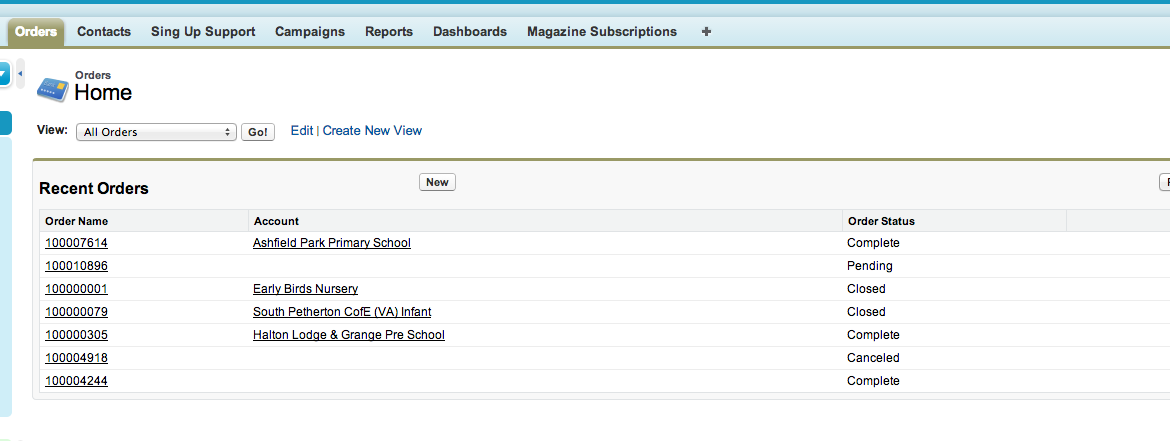 Orders Contacts Sing Up Support Campaigns Reports Dashboards Magazine Subscriptions +
Orders
Home
View: All Orders Go! Edit | Create New View
Recent Orders New
Order Name Account Order Status
100007614 Ashfield Park Primary School Complete
100010896 Pending
100000001 Early Birds Nursery Closed
100000079 South Petherton CofE (VA) Infant Closed
100000305 Halton Lodge & Grange Pre School Complete
100004918 Canceled
100004244 Complete